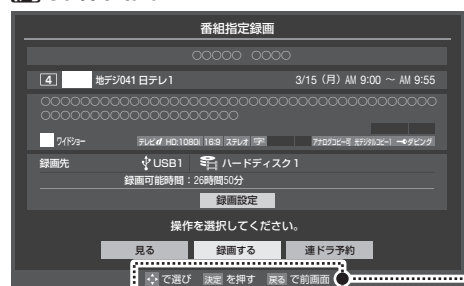 番組指定録画
○○○○○ ○○○○
4 地デジ041 日テレ1 3/15（月）AM 9:00 ～ AM 9:55
○○○○○○○○○○○○○○○○○○○○○○○○○○○○○○○○○○○○
○○○○○○○○○○○○○○○○○○
ワイドショー テレビd HD:1080i 16:9 ステレオ 字 アナログコピー可 光デジタルコピー1 ダビング
録画先 USB1 ハードディスク1
録画可能時間：26時間50分
録画設定
操作を選択してください。
見る 録画する 連ドラ予約
で選び 決定 を押す 戻る で前画面